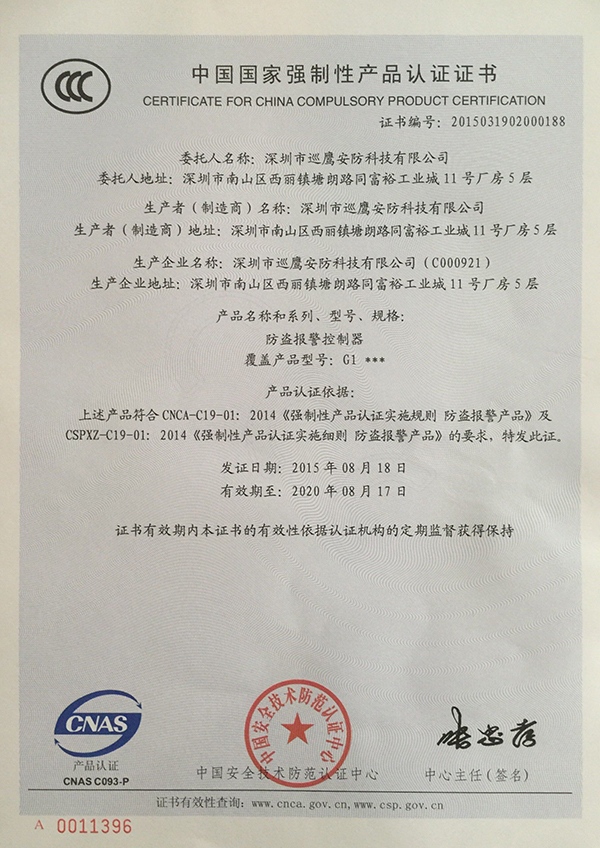 中国国家强制性产品认证证书
CERTIFICATE FOR CHINA COMPULSORY PRODUCT CERTIFICATION
证书编号：2015031902000188
委托人名称：深圳市巡鹰安防科技有限公司
委托人地址：深圳市南山区西丽镇塘朗路同富裕工业城11号厂房5层
生产者（制造商）名称：深圳市巡鹰安防科技有限公司
生产者（制造商）地址：深圳市南山区西丽镇塘朗路同富裕工业城11号厂房5层
生产企业名称：深圳市巡鹰安防科技有限公司（C000921）
生产企业地址：深圳市南山区西丽镇塘朗路同富裕工业城11号厂房5层
产品名称和系列、型号、规格：
防盗报警控制器
覆盖产品型号：G1 ***
产品认证依据：
上述产品符合CNCA-C19-01：2014《强制性产品认证实施规则 防盗报警产品》及
CSPXZ-C19-01：2014《强制性产品认证实施细则 防盗报警产品》的要求，特发此证。
发证日期：2015年08月18日
有效期至：2020年08月17日
证书有效期内本证书的有效性依据认证机构的定期监督获得保持
CNAS
产品认证
CNAS C093-P
中国安全技术防范认证中心
中国安全技术防范认证中心
中心主任（签名）
证书有效性查询：www.cnca.gov.cn,www.csp.gov.cn
A 0011396